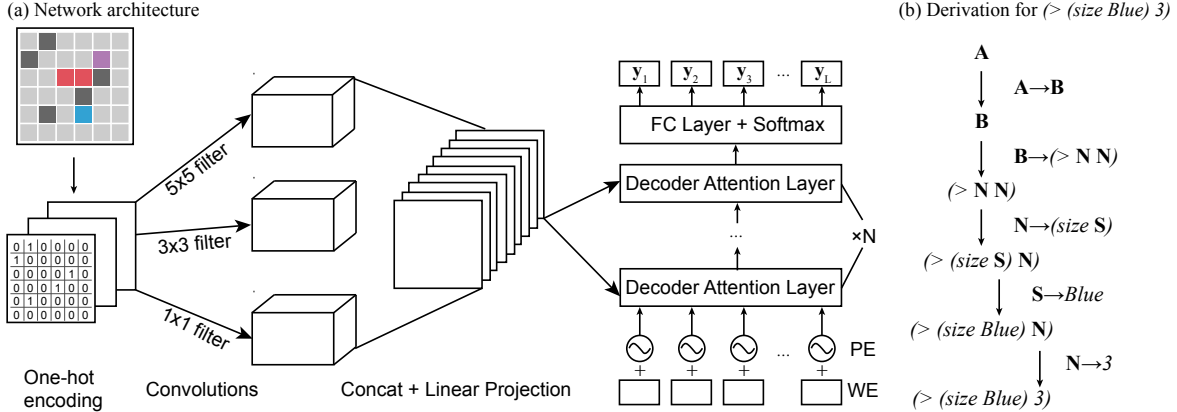 (a) Network architecture
5x5 filter
3x3 filter
1x1 filter
0 1 0 0 0 0
1 0 0 0 0 0
0 0 0 0 1 0
0 0 0 1 0 0
0 1 0 0 0 0
0 0 0 0 0 0
One-hot
encoding
Convolutions
Concat + Linear Projection
y1 y2 y3 ... yL
FC Layer + Softmax
Decoder Attention Layer
...
×N
Decoder Attention Layer
... PE
+ + + +
... WE
(b) Derivation for (> (size Blue) 3)
A
A→B
B
B→(> N N)
(> N N)
N→(size S)
(> (size S) N)
S→Blue
(> (size Blue) N)
N→3
(> (size Blue) 3)